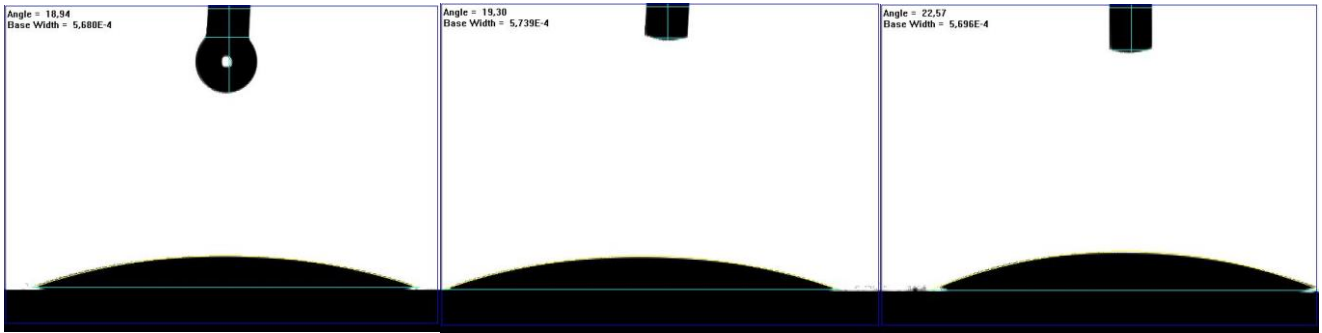 Angle = 18,94
Base Width = 5,680E-4
Angle = 19,30
Base Width = 5,739E-4
Angle = 22,57
Base Width = 5,696E-4